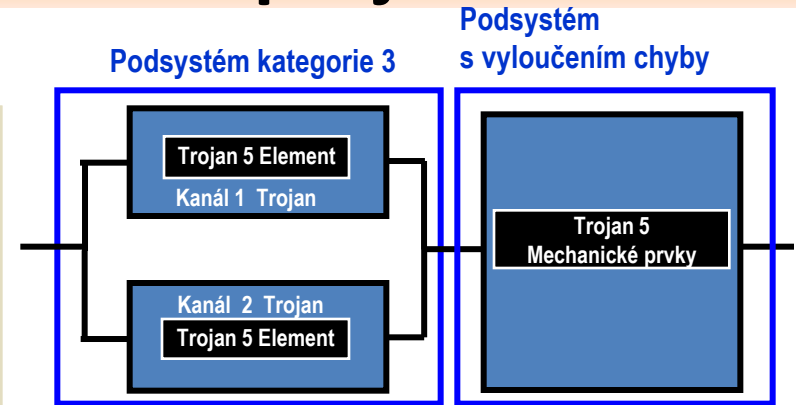 Podsystém kategorie 3
Podsystém
s vyloučením chyby
Trojan 5 Element
Kanál 1 Trojan
Kanál 2 Trojan
Trojan 5 Element
Trojan 5
Mechanické prvky